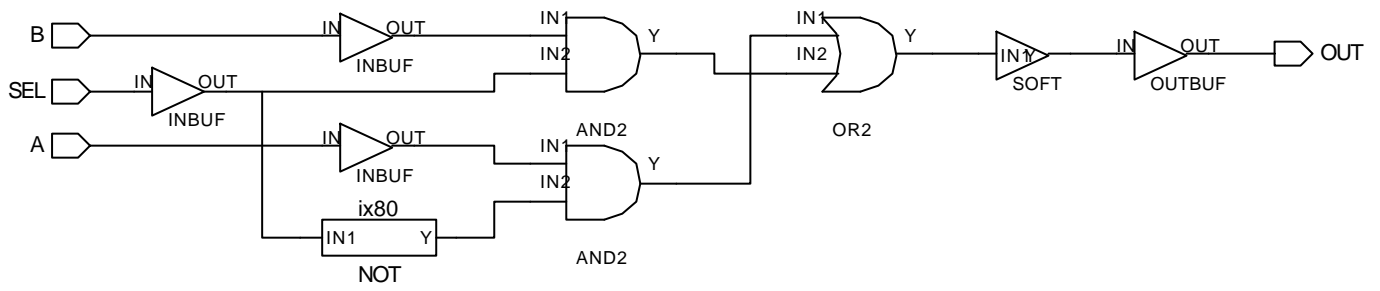 IN1
IN1
B
IN
OUT
Y
Y
IN2
IN2
IN1Y
IN
OUT
OUT
INBUF
SEL
IN
OUT
SOFT
OUTBUF
INBUF
AND2
OR2
A
IN
OUT
IN1
Y
INBUF
IN2
ix80
IN1
Y
AND2
NOT